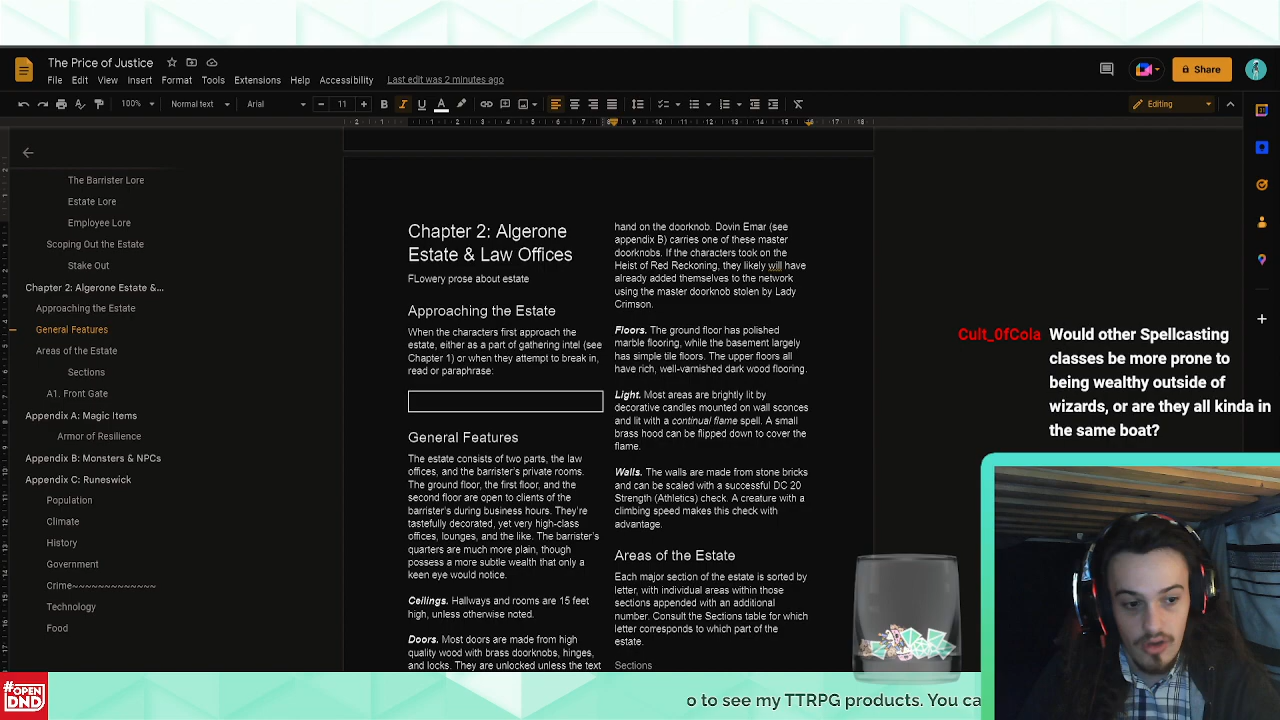 The Price of Justice
File Edit View Insert Format Tools Extensions Help Accessibility Last edit was 2 minutes ago
Share
100% Normal text Arial 11 Editing
2 1 1 2 3 4 5 6 7 8 9 10 11 12 13 14 15 16 17 18
The Barrister Lore
Estate Lore
Employee Lore
Scoping Out the Estate
Stake Out
Chapter 2: Algerone Estate &...
Approaching the Estate
General Features
Areas of the Estate
Sections
A1. Front Gate
Appendix A: Magic Items
Armor of Resilience
Appendix B: Monsters & NPCs
Appendix C: Runeswick
Population
Climate
History
Government
Crime~~~~~~~~~~~~~
Technology
Food
Chapter 2: Algerone
Estate & Law Offices
FLowery prose about estate
Approaching the Estate
When the characters first approach the
estate, either as a part of gathering intel (see
Chapter 1) or when they attempt to break in,
read or paraphrase:
General Features
The estate consists of two parts, the law
offices, and the barrister's private rooms.
The ground floor, the first floor, and the
second floor are open to clients of the
barrister's during business hours. They're
tastefully decorated, yet very high-class
offices, lounges, and the like. The barrister's
quarters are much more plain, though
possess a more subtle wealth that only a
keen eye would notice.
Ceilings. Hallways and rooms are 15 feet
high, unless otherwise noted.
Doors. Most doors are made from high
quality wood with brass doorknobs, hinges,
and locks. They are unlocked unless the text
hand on the doorknob. Dovin Emar (see
appendix B) carries one of these master
doorknobs. If the characters took on the
Heist of Red Reckoning, they likely will have
already added themselves to the network
using the master doorknob stolen by Lady
Crimson.
Floors. The ground floor has polished
marble flooring, while the basement largely
has simple tile floors. The upper floors all
have rich, well-varnished dark wood flooring.
Light. Most areas are brightly lit by
decorative candles mounted on wall sconces
and lit with a continual flame spell. A small
brass hood can be flipped down to cover the
flame.
Walls. The walls are made from stone bricks
and can be scaled with a successful DC 20
Strength (Athletics) check. A creature with a
climbing speed makes this check with
advantage.
Areas of the Estate
Each major section of the estate is sorted by
letter, with individual areas within those
sections appended with an additional
number. Consult the Sections table for which
letter corresponds to which part of the
estate.
Sections
Cult_0fCola Would other Spellcasting
classes be more prone to
being wealthy outside of
wizards, or are they all kinda in
the same boat?
#OPEN
DND
o to see my TTRPG products. You ca